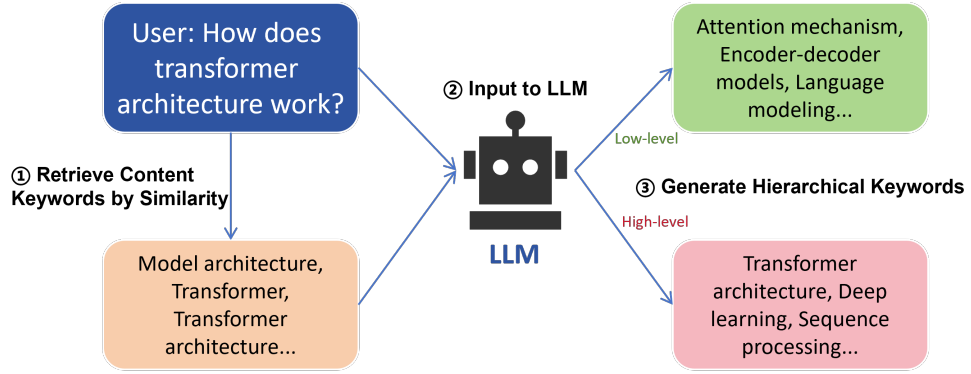 User: How does
transformer
architecture work?
① Retrieve Content
Keywords by Similarity
Model architecture,
Transformer,
Transformer
architecture...
② Input to LLM
LLM
Low-level
Attention mechanism,
Encoder-decoder
models, Language
modeling...
③ Generate Hierarchical Keywords
High-level
Transformer
architecture, Deep
learning, Sequence
processing...